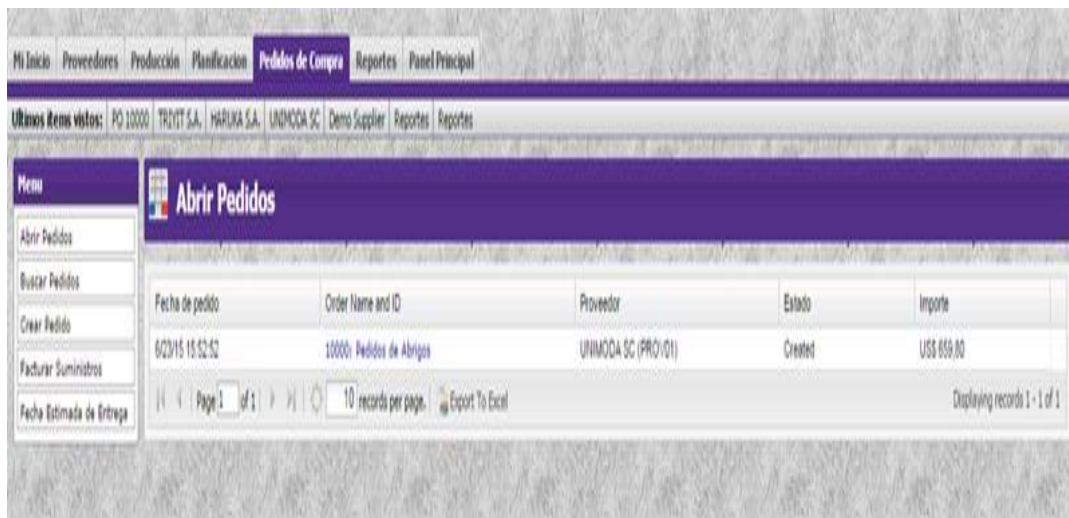 Mi Inicio Proveedores Producción Planificacion Pedidos de Compra Reportes Panel Principal
Ultimos items vistos: PO 10000 TRIYIT S.A. HARUKA S.A. UNIMODA SC Demo Supplier Reportes Reportes
Menu
Abrir Pedidos
Buscar Pedidos
Crear Pedido
Facturar Suministros
Fecha Estimada de Entrega
Abrir Pedidos
Fecha de pedido Order Name and ID Proveedor Estado Importe
6/23/15 15:52:52 10000: Pedidos de Abrigos UNIMODA SC (PROV01) Created US$ 659,80
Page 1 of 1 10 records per page. Export To Excel Displaying records 1 - 1 of 1